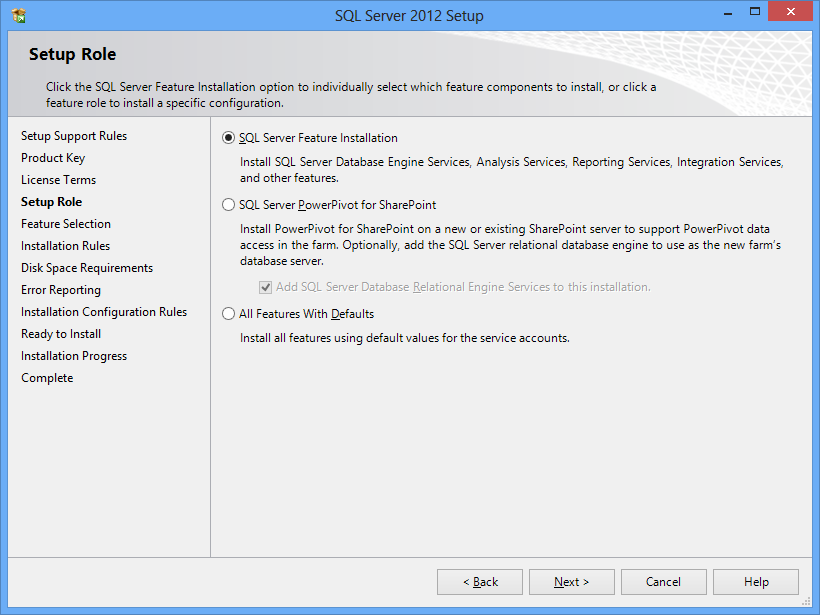 SQL Server 2012 Setup
Setup Role
Click the SQL Server Feature Installation option to individually select which feature components to install, or click a
feature role to install a specific configuration.
Setup Support Rules
Product Key
License Terms
Setup Role
Feature Selection
Installation Rules
Disk Space Requirements
Error Reporting
Installation Configuration Rules
Ready to Install
Installation Progress
Complete
SQL Server Feature Installation
Install SQL Server Database Engine Services, Analysis Services, Reporting Services, Integration Services,
and other features.
SQL Server PowerPivot for SharePoint
Install PowerPivot for SharePoint on a new or existing SharePoint server to support PowerPivot data
access in the farm. Optionally, add the SQL Server relational database engine to use as the new farm's
database server.
Add SQL Server Database Relational Engine Services to this installation.
All Features With Defaults
Install all features using default values for the service accounts.
< Back
Next >
Cancel
Help